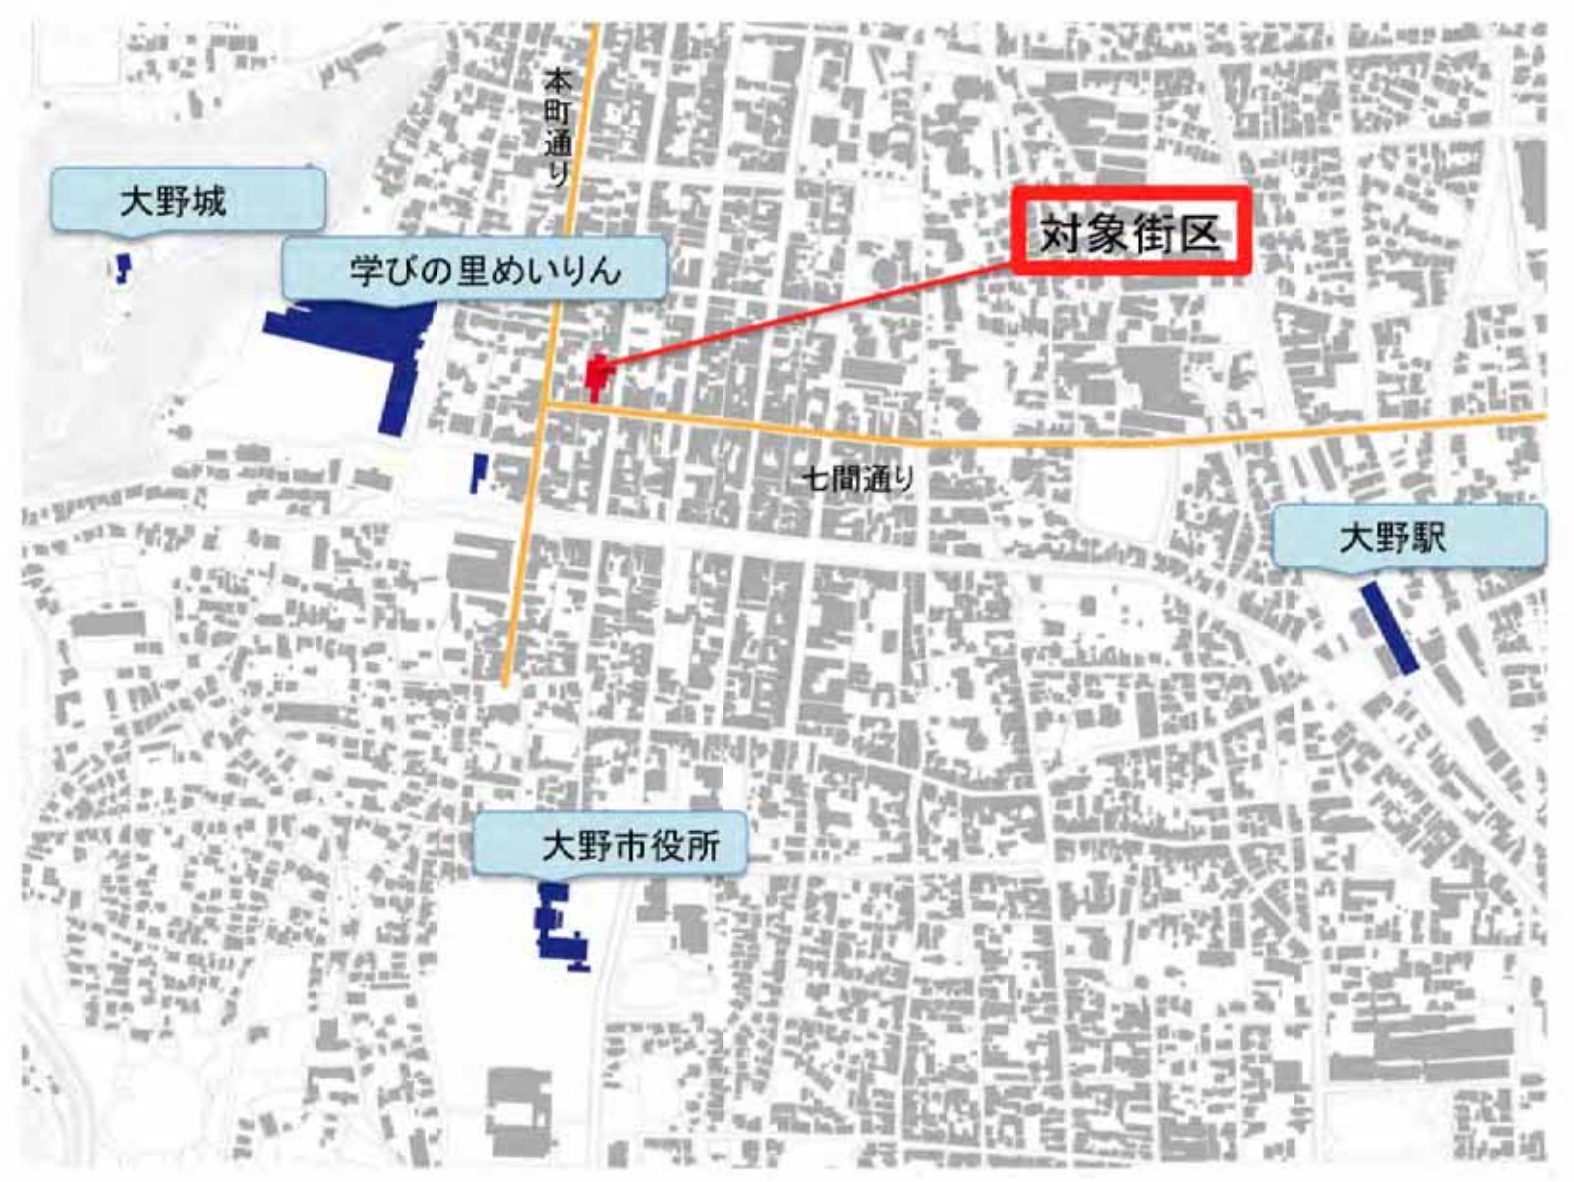 本町通り
大野城
対象街区
学びの里めいりん
七間通り
大野駅
大野市役所